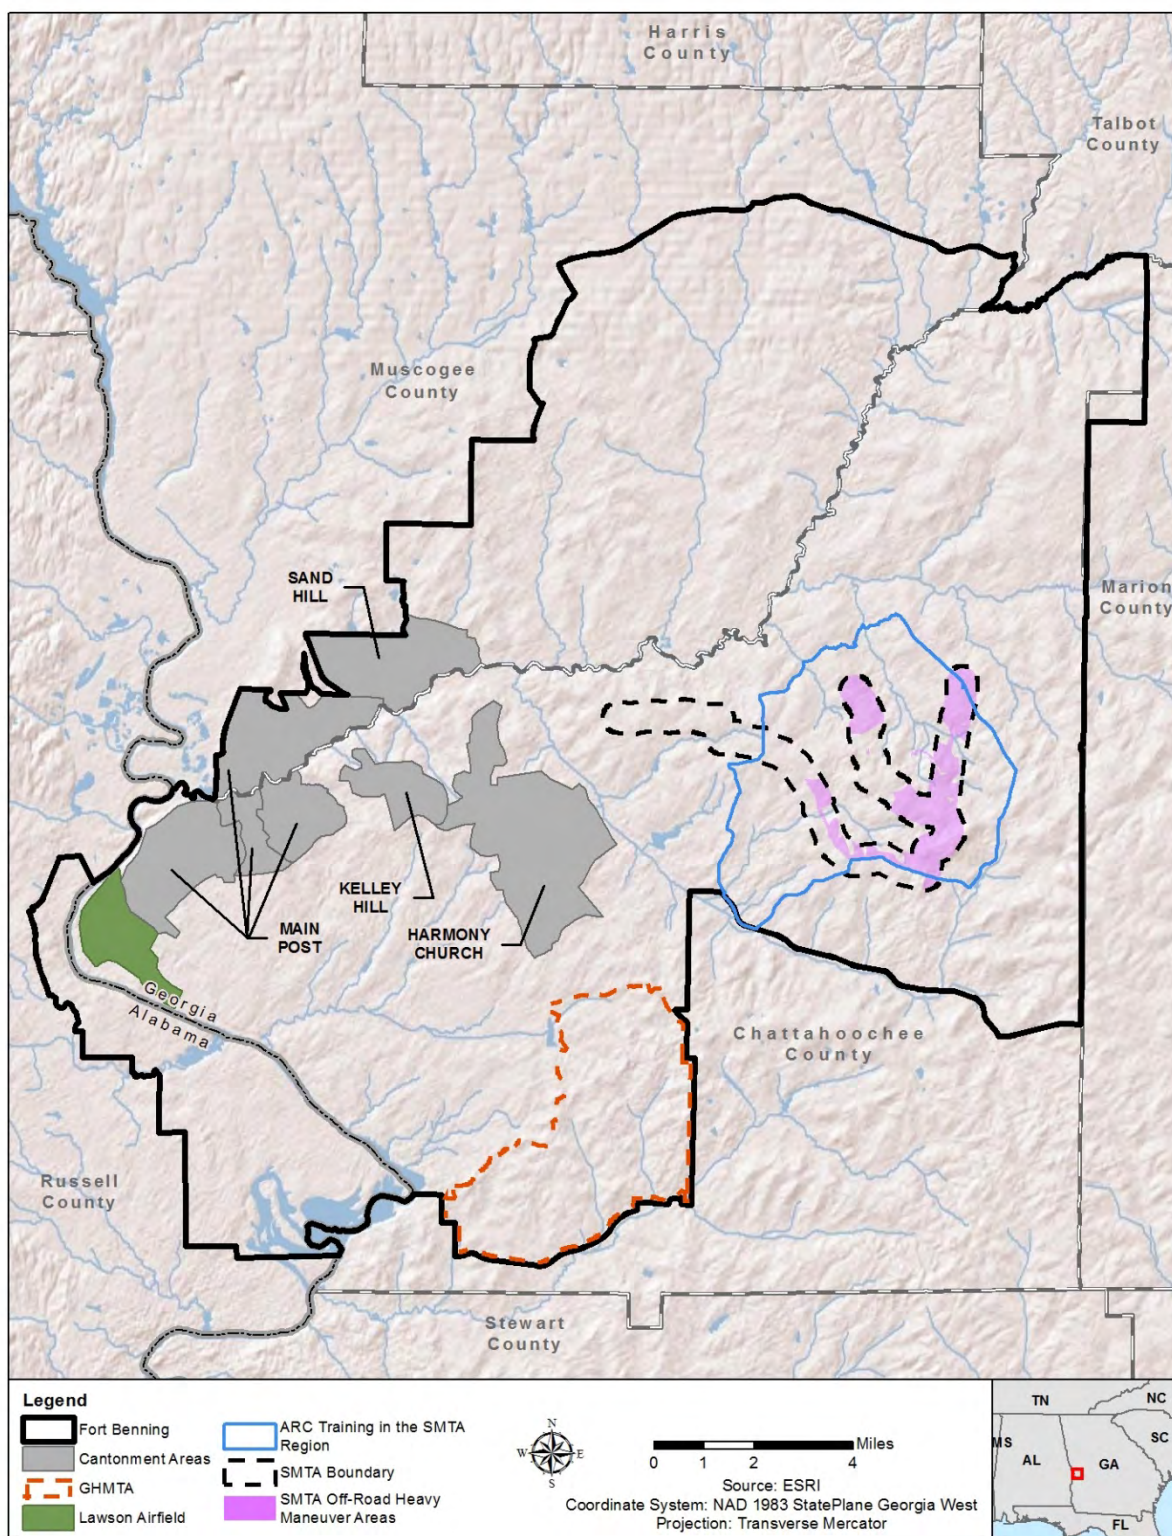 Harris
County
Talbot
County
Muscogee
County
SAND
HILL
Marion
County
KELLEY
HILL
MAIN
POST
HARMONY
CHURCH
Georgia
Alabama
Chattahoochee
County
Russell
County
Stewart
County
Legend
Fort Benning
Cantonment Areas
GHMTA
Lawson Airfield
ARC Training in the SMTA
Region
SMTA Boundary
SMTA Off-Road Heavy
Maneuver Areas
N
W E
S
Miles
0 1 2 4
Source: ESRI
Coordinate System: NAD 1983 StatePlane Georgia West
Projection: Transverse Mercator
TN NC
SC
MS AL GA
FL